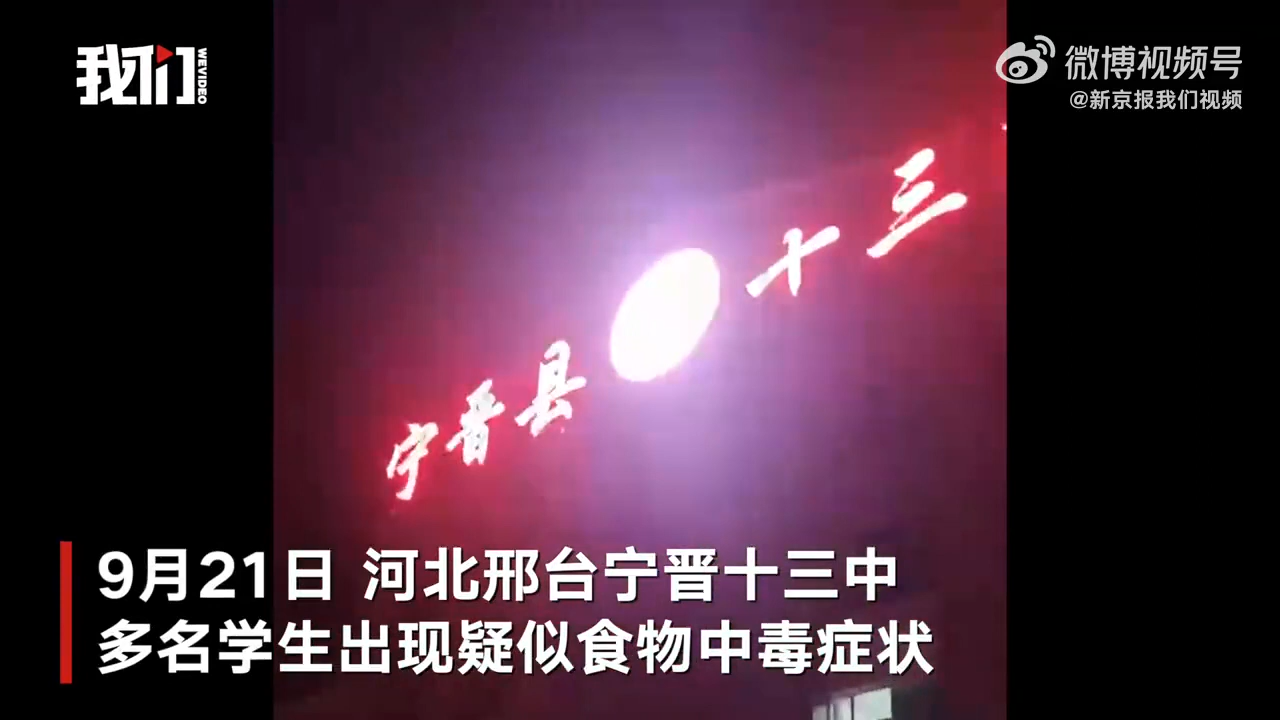 我们
WEVIDEO
微博视频号
@新京报我们视频
宁晋县 十三
9月21日 河北邢台宁晋十三中
多名学生出现疑似食物中毒症状